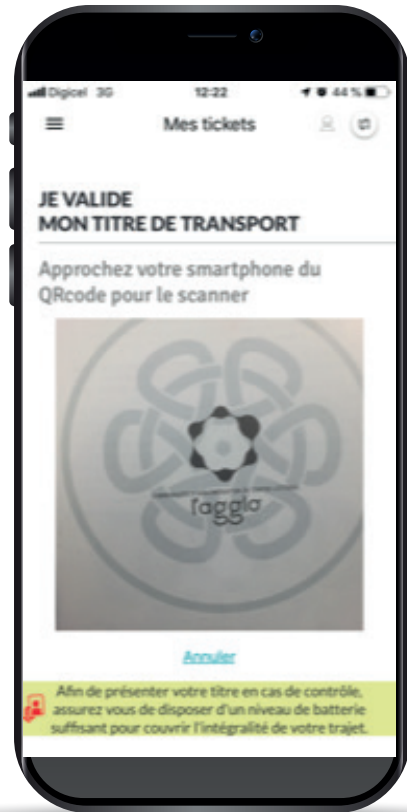 Digicel 3G 12:22 44 %
Mes tickets
JE VALIDE
MON TITRE DE TRANSPORT
Approchez votre smartphone du
QRcode pour le scanner
l'agglo
Annuler
Afin de présenter votre titre en cas de contrôle,
assurez vous de disposer d'un niveau de batterie
suffisant pour couvrir l'intégralité de votre trajet.